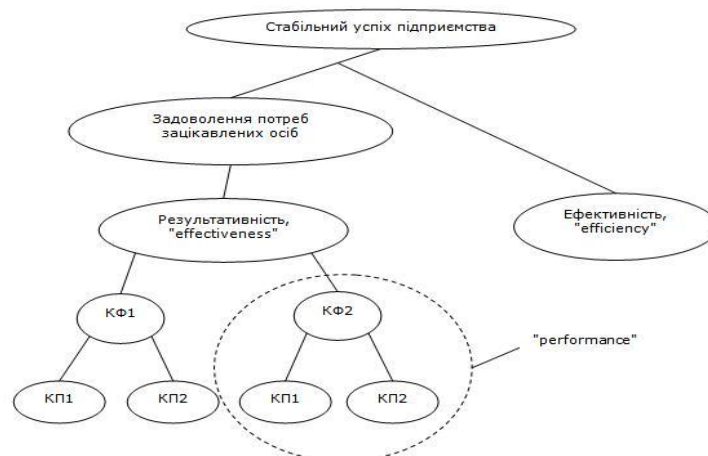 Стабільний успіх підприємства
Задоволення потреб
зацікавлених осіб
Результативність,
"effectiveness"
Ефективність,
"efficiency"
КФ1
КФ2
"performance"
КП1
КП2
КП1
КП2